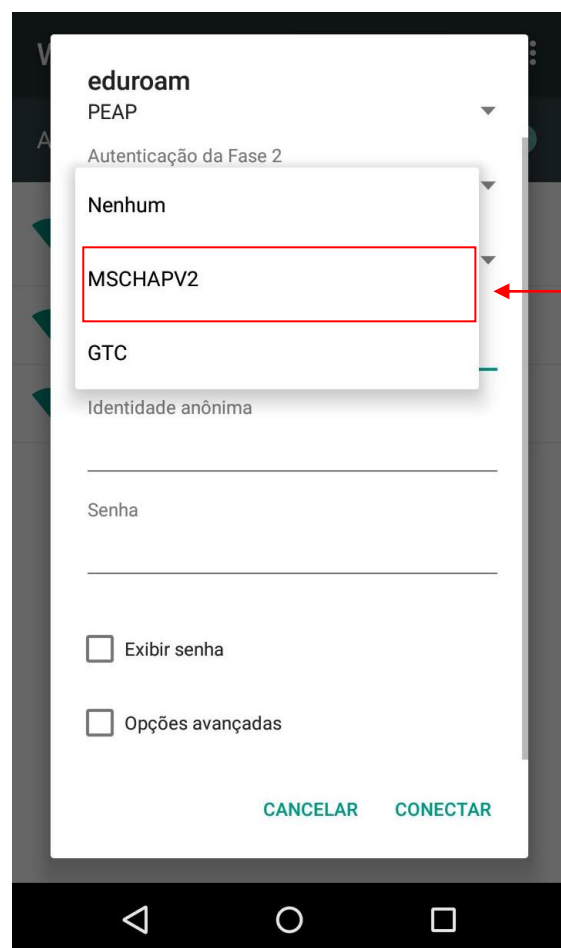 W
eduroam
PEAP
A
Autenticação da Fase 2
Nenhum
MSCHAPV2
GTC
Identidade anônima
Senha
Exibir senha
Opções avançadas
CANCELAR CONECTAR